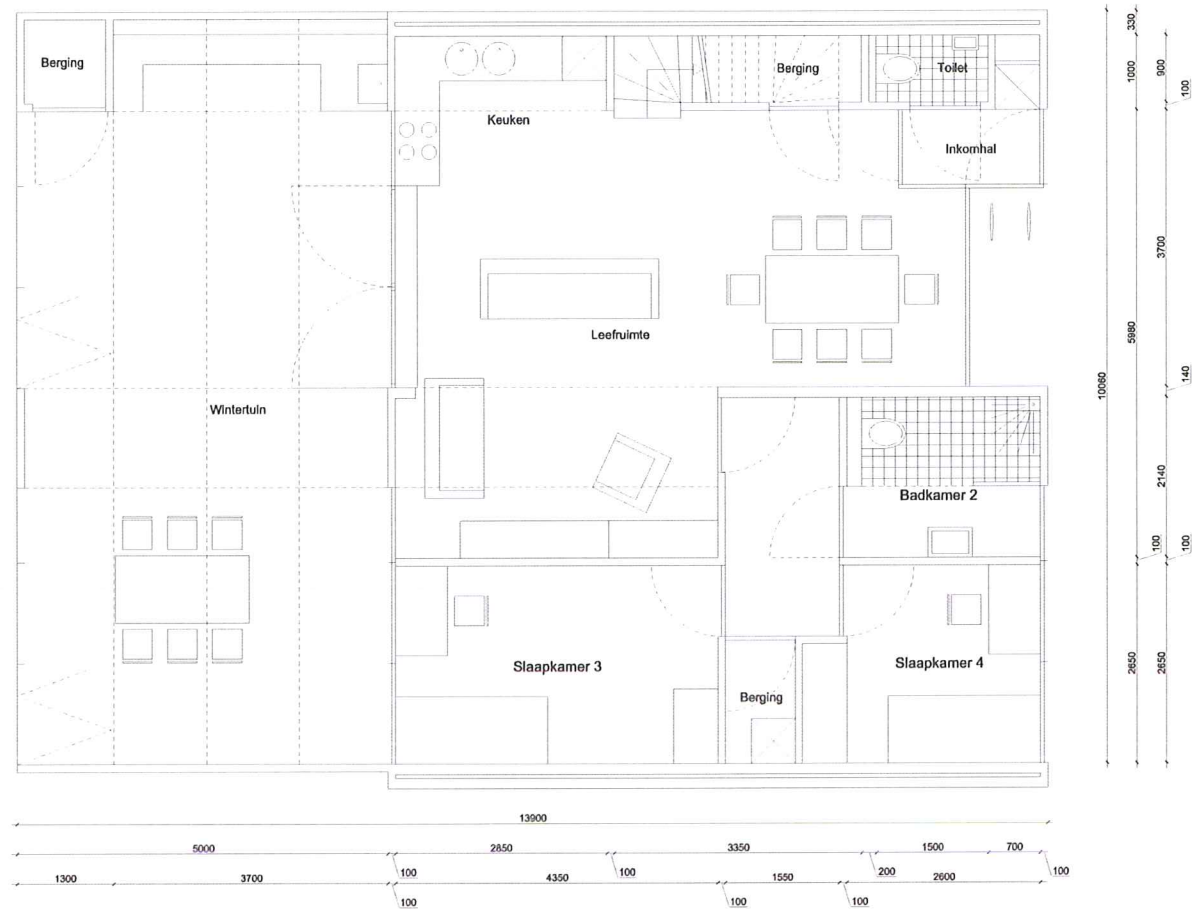 Berging
Berging
Toilet
Keuken
Inkomhal
Leefruimte
Wintertuin
Badkamer 2
Slaapkamer 3
Slaapkamer 4
Berging
330
1000
900
100
3700
5980
10060
140
2140
100
100
2650
2650
13900
5000
2850
3350
1500
700
100
100
200
100
1300
3700
4350
1550
2600
100
100
100